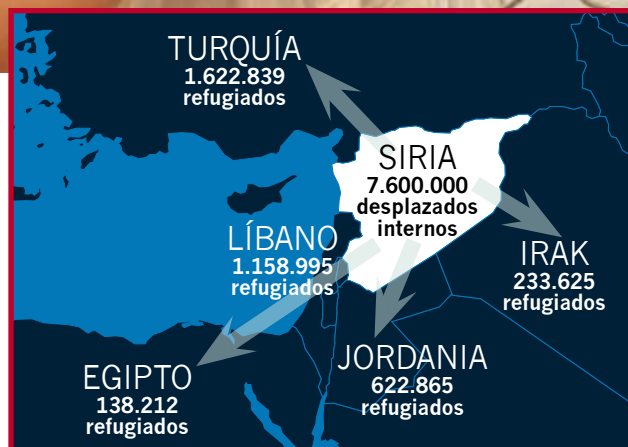 TURQUÍA
1.622.839
refugiados
SIRIA
7.600.000
desplazados
internos
LÍBANO
1.158.995
refugiados
IRAK
233.625
refugiados
JORDANIA
622.865
refugiados
EGIPTO
138.212
refugiados